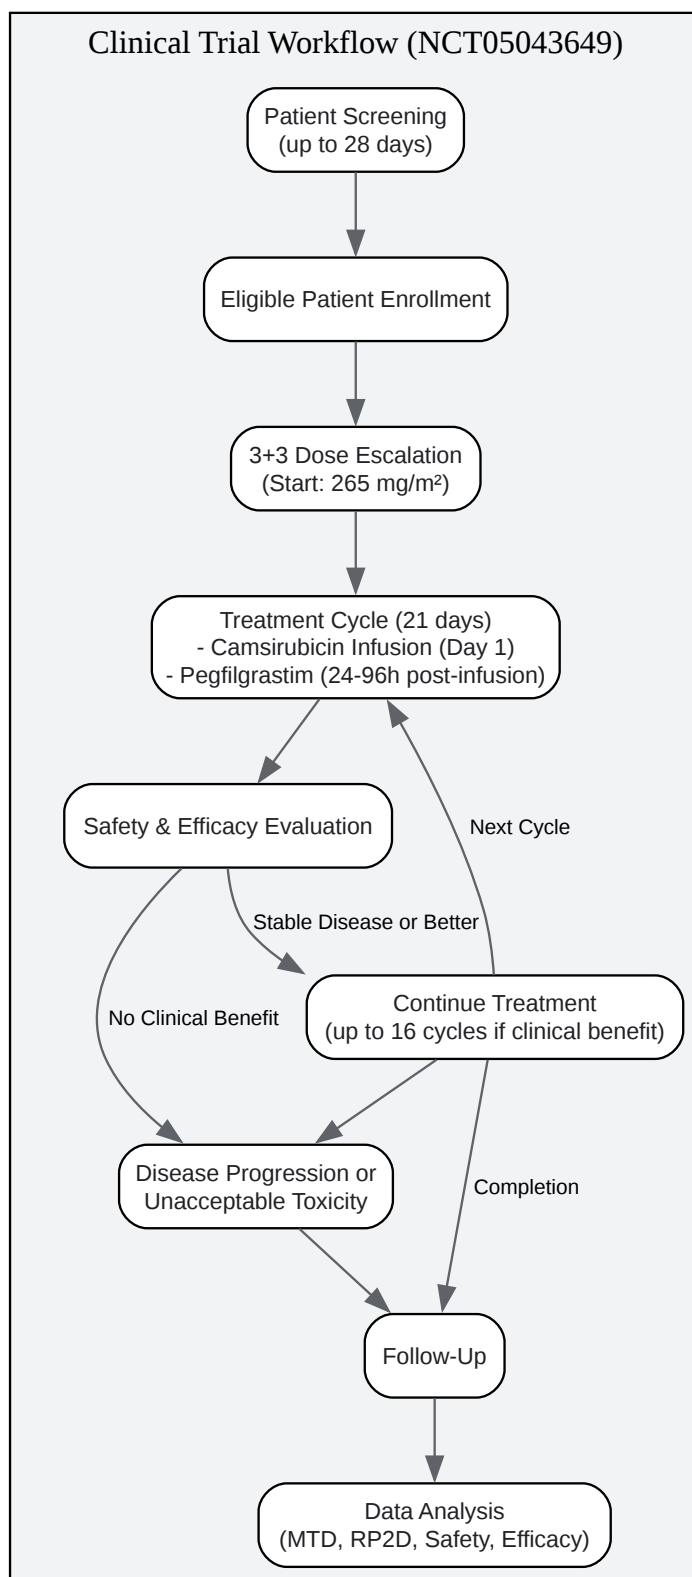 Clinical Trial Workflow (NCT05043649)
Patient Screening
(up to 28 days)
Eligible Patient Enrollment
3+3 Dose Escalation
(Start: 265 mg/m²)
Treatment Cycle (21 days)
- Camsirubicin Infusion (Day 1)
- Pegfilgrastim (24-96h post-infusion)
Safety & Efficacy Evaluation
Next Cycle
Stable Disease or Better
No Clinical Benefit
Continue Treatment
(up to 16 cycles if clinical benefit)
Disease Progression or
Unacceptable Toxicity
Completion
Follow-Up
Data Analysis
(MTD, RP2D, Safety, Efficacy)